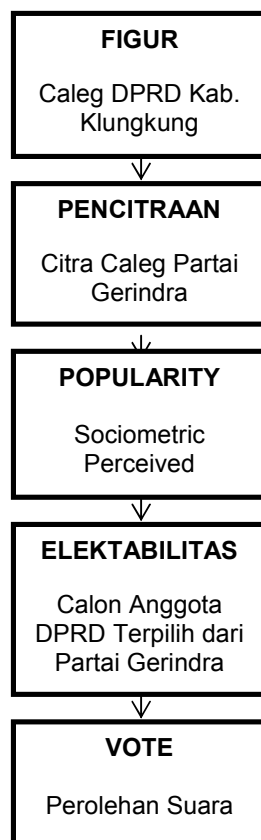 FIGUR
Caleg DPRD Kab.
Klungkung
PENCITRAAN
Citra Caleg Partai
Gerindra
POPULARITY
Sociometric
Perceived
ELEKTABILITAS
Calon Anggota
DPRD Terpilih dari
Partai Gerindra
VOTE
Perolehan Suara